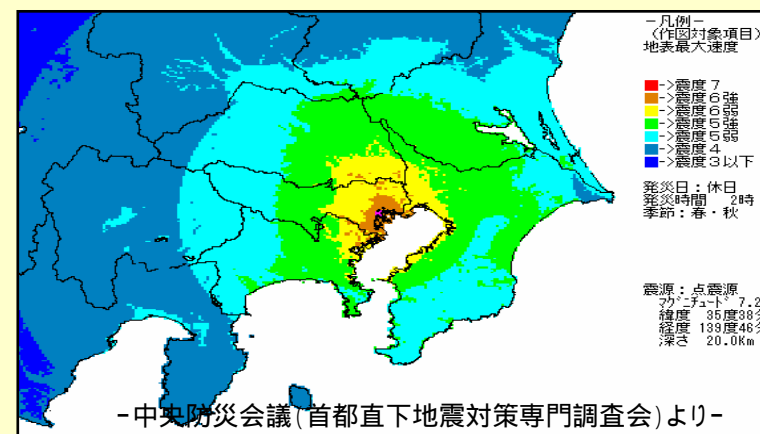 -凡例-
(作図対象項目)
地表最大速度
->震度７
->震度６強
->震度６弱
->震度５強
->震度５弱
->震度４
->震度３以下
発災日：休日
発災時間　2時
季節：春・秋
震源：点震源
ﾏｸﾞﾆﾁｭｰﾄﾞ 7.2
緯度　35度38分
経度　139度46分
深さ　20.0Km
-中央防災会議(首都直下地震対策専門調査会)より-